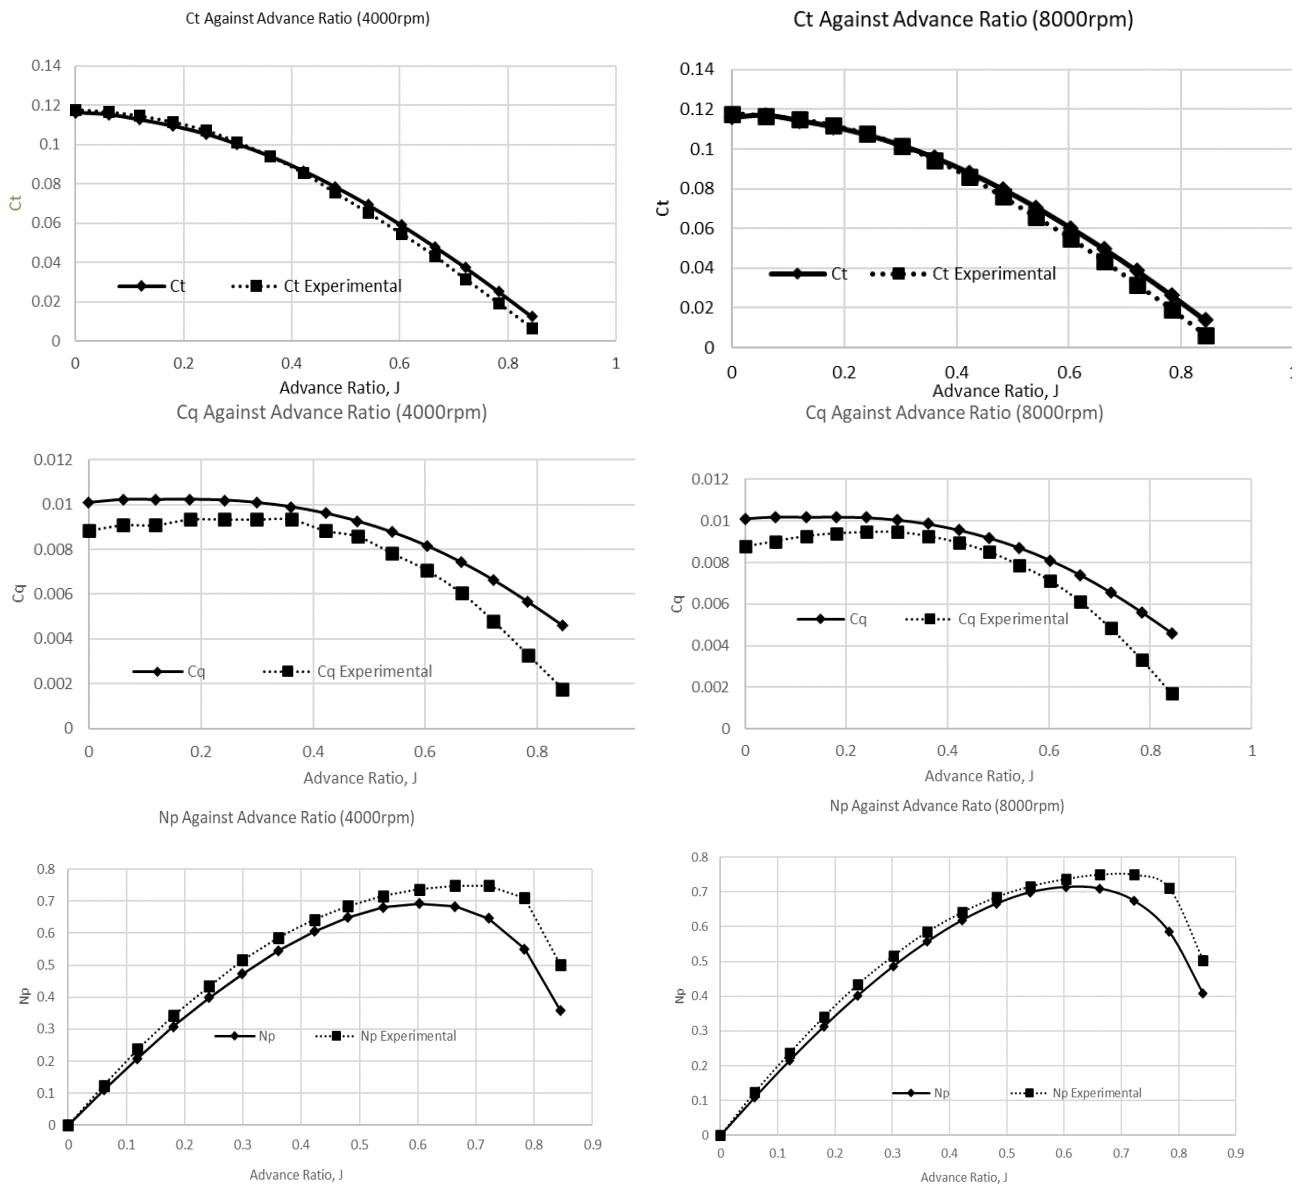 Ct Against Advance Ratio (4000rpm)
0.14
0.12
0.1
0.08
0.06
0.04
0.02
0
Ct
Ct
Ct Experimental
0 0.2 0.4 0.6 0.8 1
Advance Ratio, J
Ct Against Advance Ratio (8000rpm)
0.14
0.12
0.1
0.08
0.06
0.04
0.02
0
Ct
Ct
Ct Experimental
0 0.2 0.4 0.6 0.8 1
Advance Ratio, J
Cq Against Advance Ratio (4000rpm)
0.012
0.01
0.008
0.006
0.004
0.002
0
Cq
Cq
Cq Experimental
0 0.2 0.4 0.6 0.8
Advance Ratio, J
Cq Against Advance Ratio (8000rpm)
0.012
0.01
0.008
0.006
0.004
0.002
0
Cq
Cq
Cq Experimental
0 0.2 0.4 0.6 0.8 1
Advance Ratio, J
Np Against Advance Ratio (4000rpm)
0.8
0.7
0.6
0.5
0.4
0.3
0.2
0.1
0
Np
Np
Np Experimental
0 0.1 0.2 0.3 0.4 0.5 0.6 0.7 0.8 0.9
Advance Ratio, J
Np Against Advance Rato (8000rpm)
0.8
0.7
0.6
0.5
0.4
0.3
0.2
0.1
0
Np
Np
Np Experimental
0 0.1 0.2 0.3 0.4 0.5 0.6 0.7 0.8 0.9
Advance Ratio, J